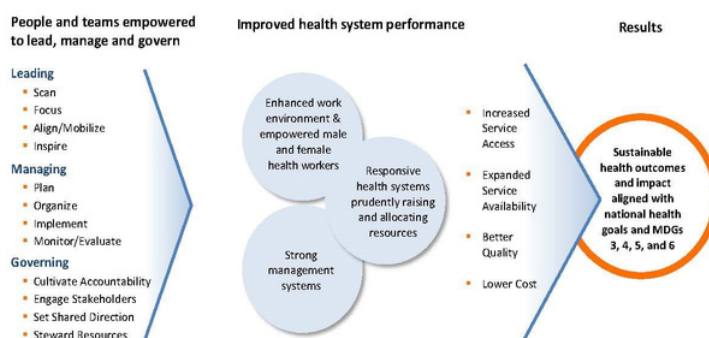 People and teams empowered
to lead, manage and govern
Improved health system performance
Results
Leading
Scan
Focus
Align/Mobilize
Inspire
Managing
Plan
Organize
Implement
Monitor/Evaluate
Governing
Cultivate Accountability
Engage Stakeholders
Set Shared Direction
Steward Resources
Enhanced work
environment &
empowered male
and female
health workers
Responsive
health systems
prudently raising
and allocating
resources
Strong
management
systems
Increased
Service
Access
Expanded
Service
Availability
Better
Quality
Lower Cost
Sustainable
health outcomes
and impact
aligned with
national health
goals and MDGs
3, 4, 5, and 6